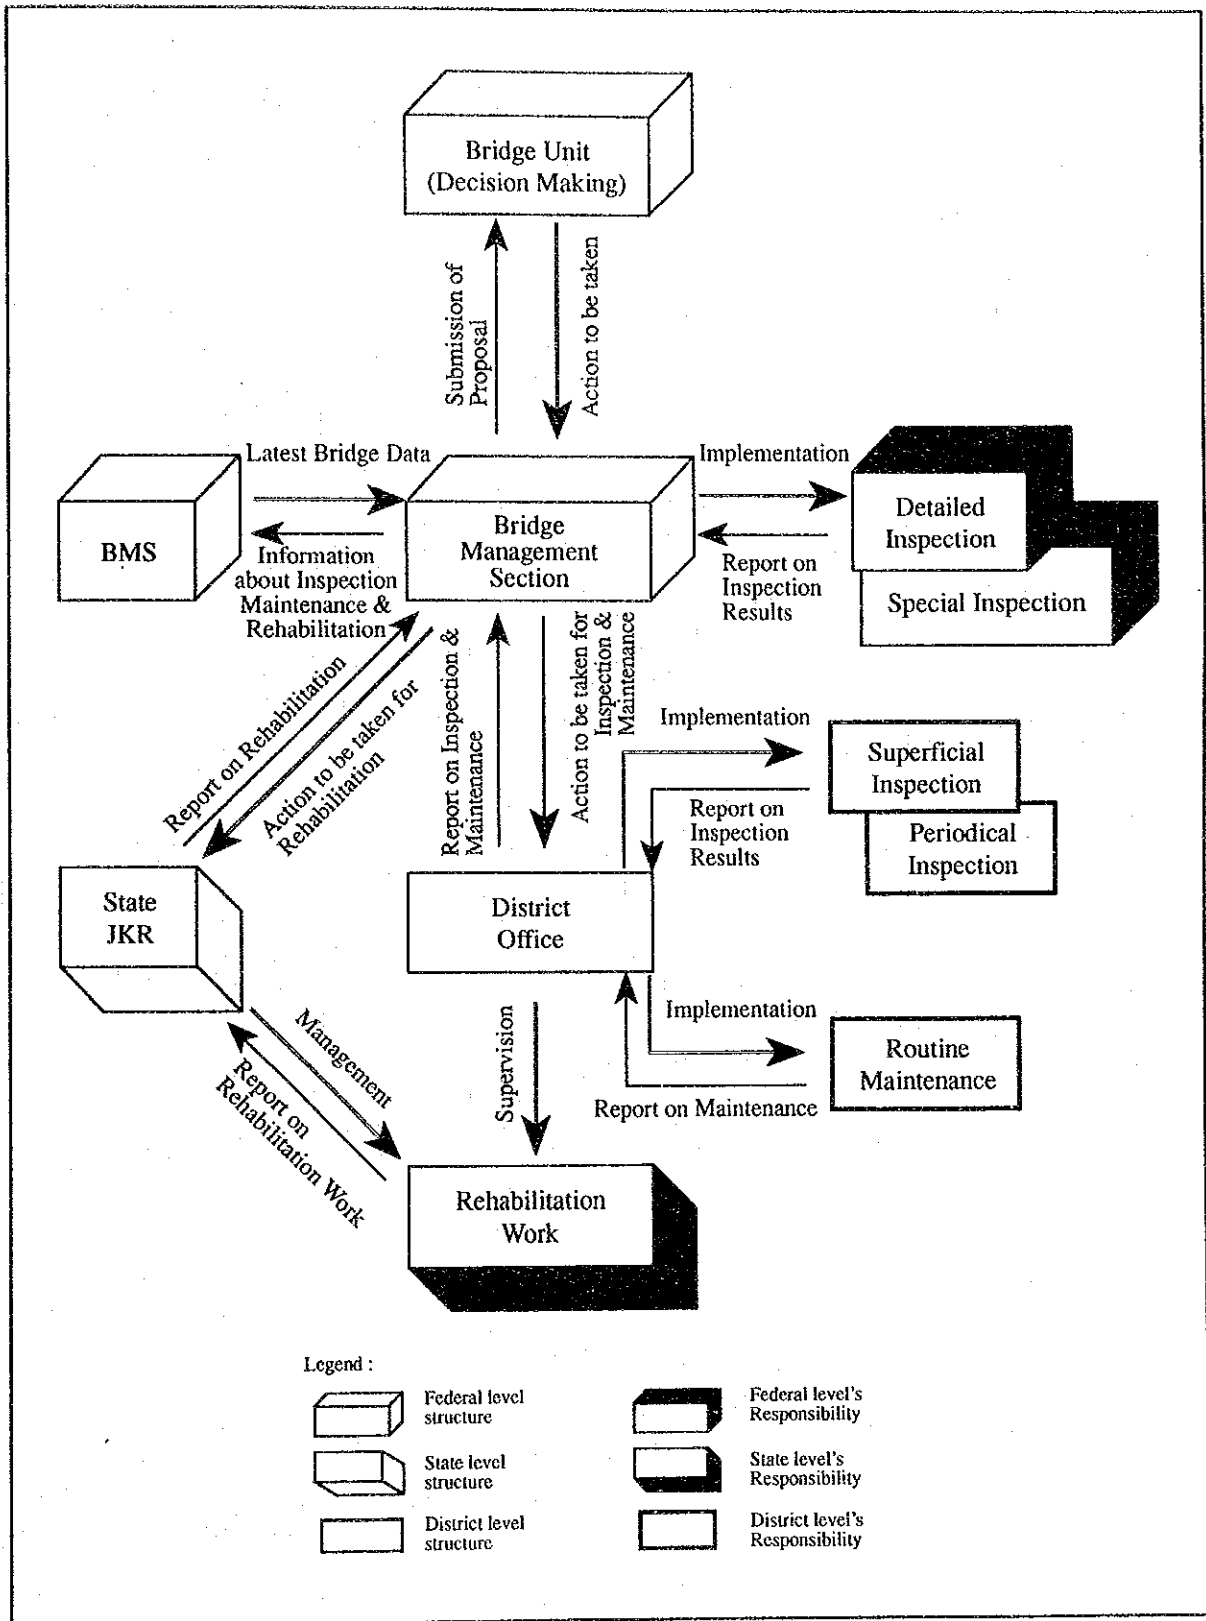 Bridge Unit
(Decision Making)
Submission of
Proposal
Action to be taken
Latest Bridge Data
Implementation
BMS
Bridge
Management
Section
Detailed
Inspection
Special Inspection
Information
about Inspection
Maintenance &
Rehabilitation
Report on
Inspection
Results
Report on Rehabilitation
Action to be taken for
Rehabilitation
Report on Inspection &
Maintenance
Action to be taken for
Inspection &
Maintenance
Implementation
Superficial
Inspection
Periodical
Inspection
Report on
Inspection
Results
State
JKR
District
Office
Management
Report on
Rehabilitation Work
Supervision
Implementation
Routine
Maintenance
Report on Maintenance
Rehabilitation
Work
Legend :
Federal level
structure
Federal level's
Responsibility
State level
structure
State level's
Responsibility
District level
structure
District level's
Responsibility